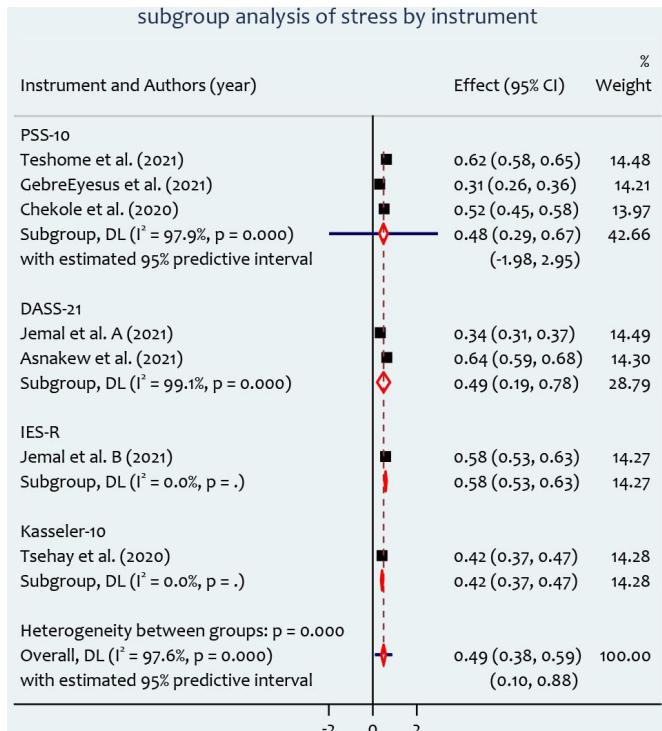 subgroup analysis of stress by instrument
%
Instrument and Authors (year) Effect (95% CI) Weight
PSS-10
Teshome et al. (2021) 0.62 (0.58, 0.65) 14.48
GebreEyesus et al. (2021) 0.31 (0.26, 0.36) 14.21
Chekole et al. (2020) 0.52 (0.45, 0.58) 13.97
Subgroup, DL (I² = 97.9%, p = 0.000) 0.48 (0.29, 0.67) 42.66
with estimated 95% predictive interval (-1.98, 2.95)
DASS-21
Jemal et al. A (2021) 0.34 (0.31, 0.37) 14.49
Asnakew et al. (2021) 0.64 (0.59, 0.68) 14.30
Subgroup, DL (I² = 99.1%, p = 0.000) 0.49 (0.19, 0.78) 28.79
IES-R
Jemal et al. B (2021) 0.58 (0.53, 0.63) 14.27
Subgroup, DL (I² = 0.0%, p = .) 0.58 (0.53, 0.63) 14.27
Kasseler-10
Tsehay et al. (2020) 0.42 (0.37, 0.47) 14.28
Subgroup, DL (I² = 0.0%, p = .) 0.42 (0.37, 0.47) 14.28
Heterogeneity between groups: p = 0.000
Overall, DL (I² = 97.6%, p = 0.000) 0.49 (0.38, 0.59) 100.00
with estimated 95% predictive interval (0.10, 0.88)
-2 0 2